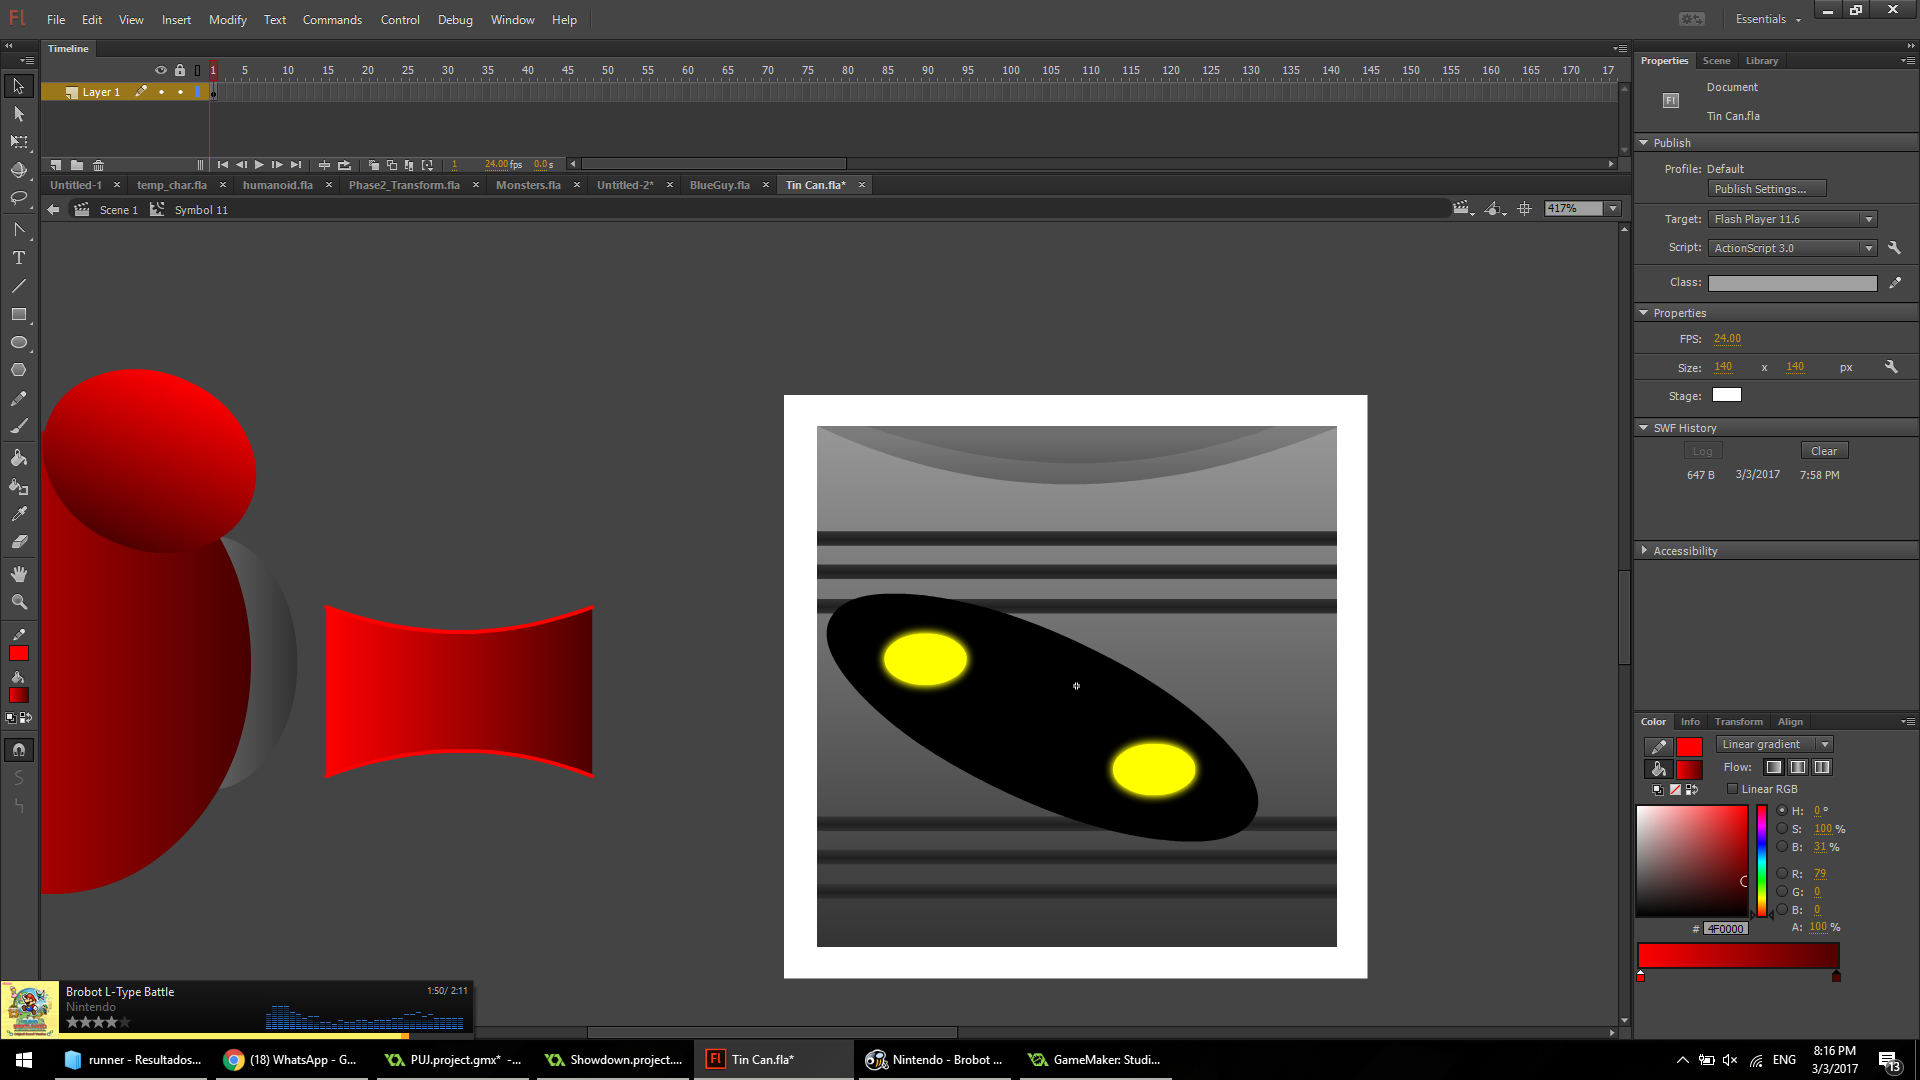 Fl File Edit View Insert Modify Text Commands Control Debug Window Help Essentials
Timeline
1 5 10 15 20 25 30 35 40 45 50 55 60 65 70 75 80 85 90 95 100 105 110 115 120 125 130 135 140 145 150 155 160 165 170 17
Layer 1
1 24.00 fps 0.0 s
Untitled-1 temp_char.fla humanoid.fla Phase2_Transform.fla Monsters.fla Untitled-2* BlueGuy.fla Tin Can.fla*
Scene 1 Symbol 11 417%
T
Properties Scene Library
Document
Fl
Tin Can.fla
Publish
Profile: Default
Publish Settings...
Target: Flash Player 11.6
Script: ActionScript 3.0
Class:
Properties
FPS: 24.00
Size: 140 x 140 px
Stage:
SWF History
Log Clear
647 B 3/3/2017 7:58 PM
Accessibility
Color Info Transform Align
Linear gradient
Flow:
Linear RGB
H: 0 °
S: 100 %
B: 31 %
R: 79
G: 0
B: 0
# 4F0000 A: 100 %
Brobot L-Type Battle 1:50/ 2:11
Nintendo
runner - Resultados... (18) WhatsApp - G... PUJ.project.gmx* -... Showdown.project.... Fl Tin Can.fla* Nintendo - Brobot ... GameMaker: Studi... ENG
8:16 PM
3/3/2017
13